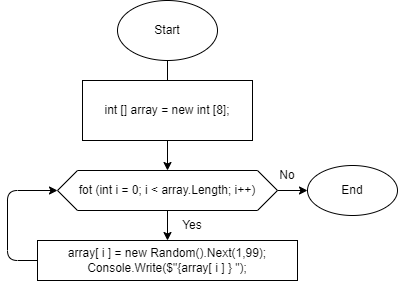 Start
int [] array = new int [8];
fot (int i = 0; i < array.Length; i++)
No
End
Yes
array[ i ] = new Random().Next(1,99);
Console.Write($"{array[ i ] } ");